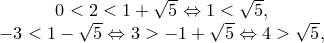 0 < 2 < 1 + √5 ⇔ 1 < √5,
−3 < 1 − √5 ⇔ 3 > −1 + √5 ⇔ 4 > √5,